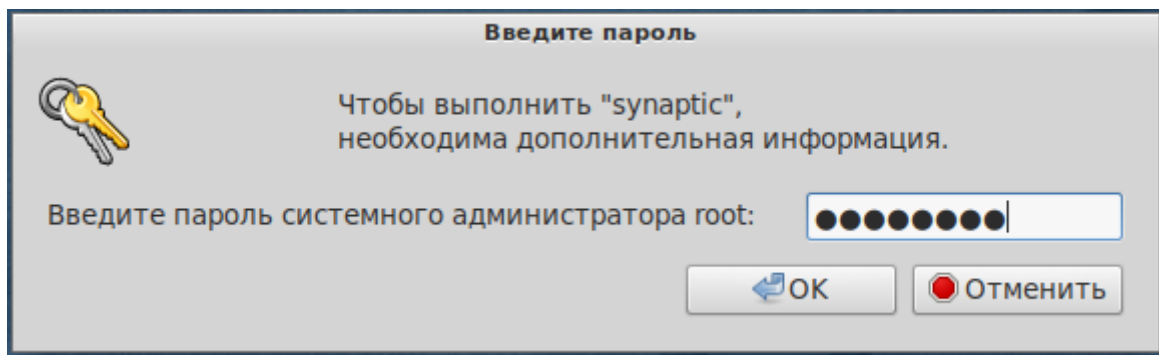 Введите пароль
Чтобы выполнить "synaptic",
необходима дополнительная информация.
Введите пароль системного администратора root: ●●●●●●●●
OK Отменить